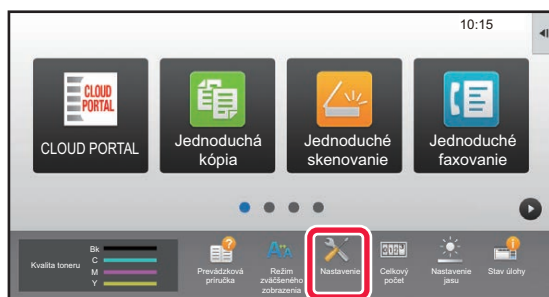 10:15
CLOUD
PORTAL
CLOUD PORTAL
Jednoduchá
kópia
Jednoduché
skenovanie
Jednoduché
faxovanie
Kvalita toneru
Bk
C
M
Y
Prevádzková
príručka
Režim
zväčšeného
zobrazenia
Nastavenie
Celkový
počet
Nastavenie
jasu
Stav úlohy